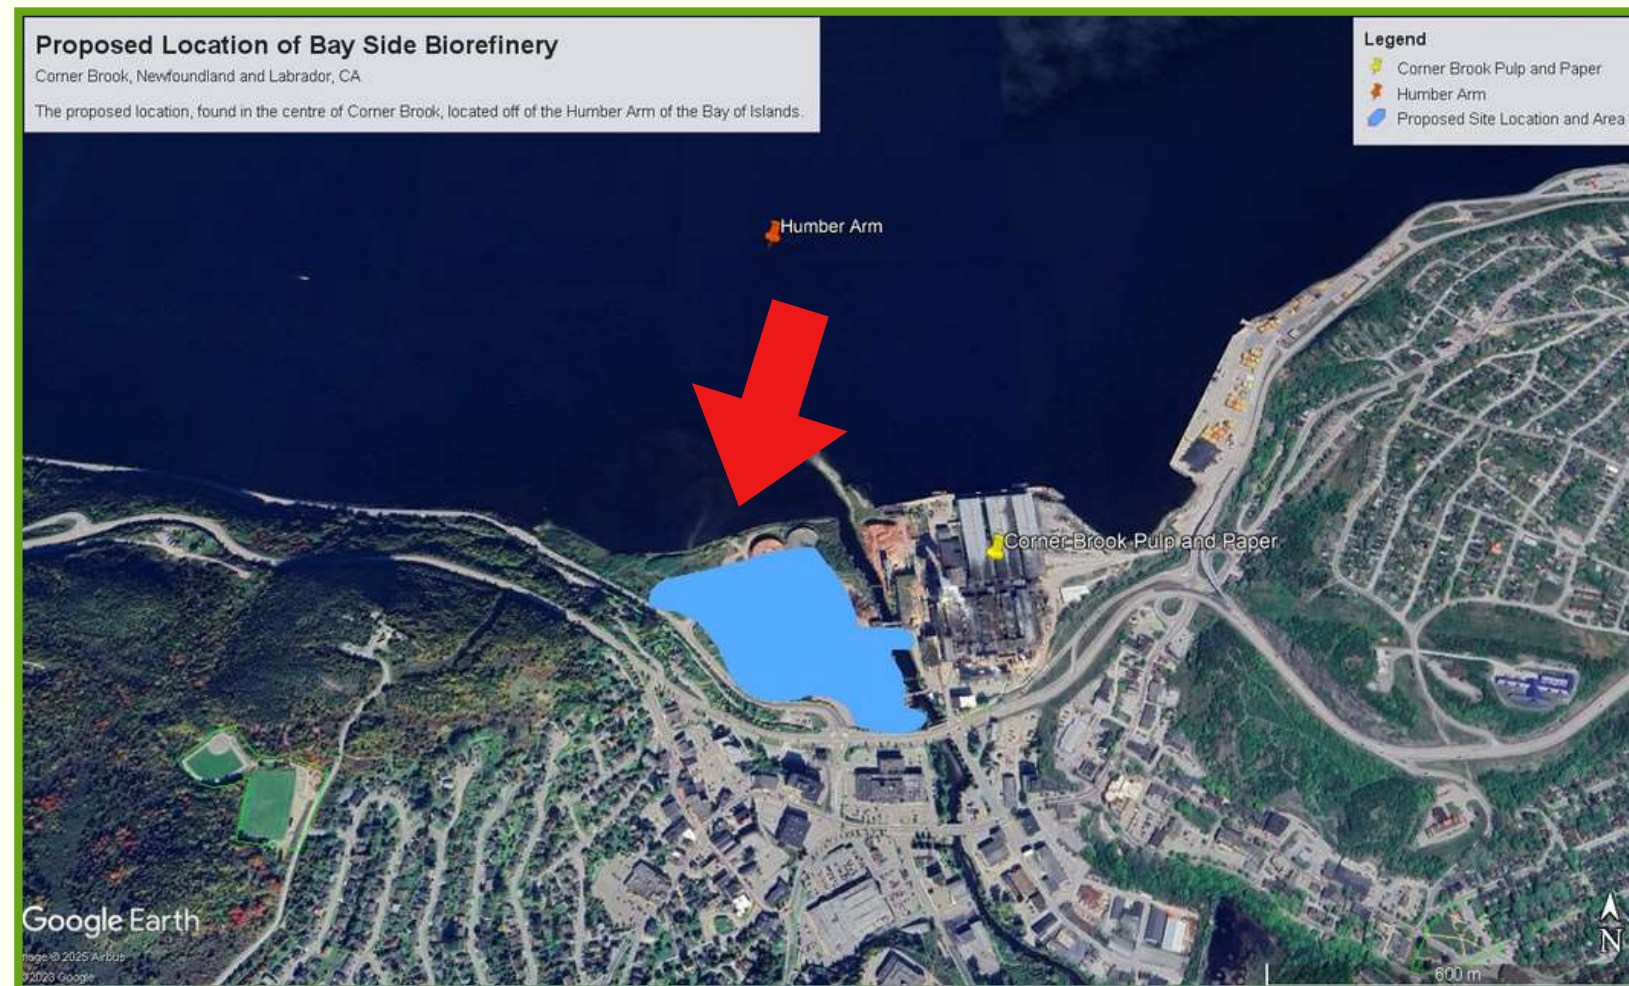 Proposed Location of Bay Side Biorefinery
Corner Brook, Newfoundland and Labrador, CA
The proposed location, found in the centre of Corner Brook, located off of the Humber Arm of the Bay of Islands.
Legend
Corner Brook Pulp and Paper
Humber Arm
Proposed Site Location and Area
Humber Arm
Corner Brook Pulp and Paper
Google Earth
© 2025 Airbus
2023 Google
N
600 m